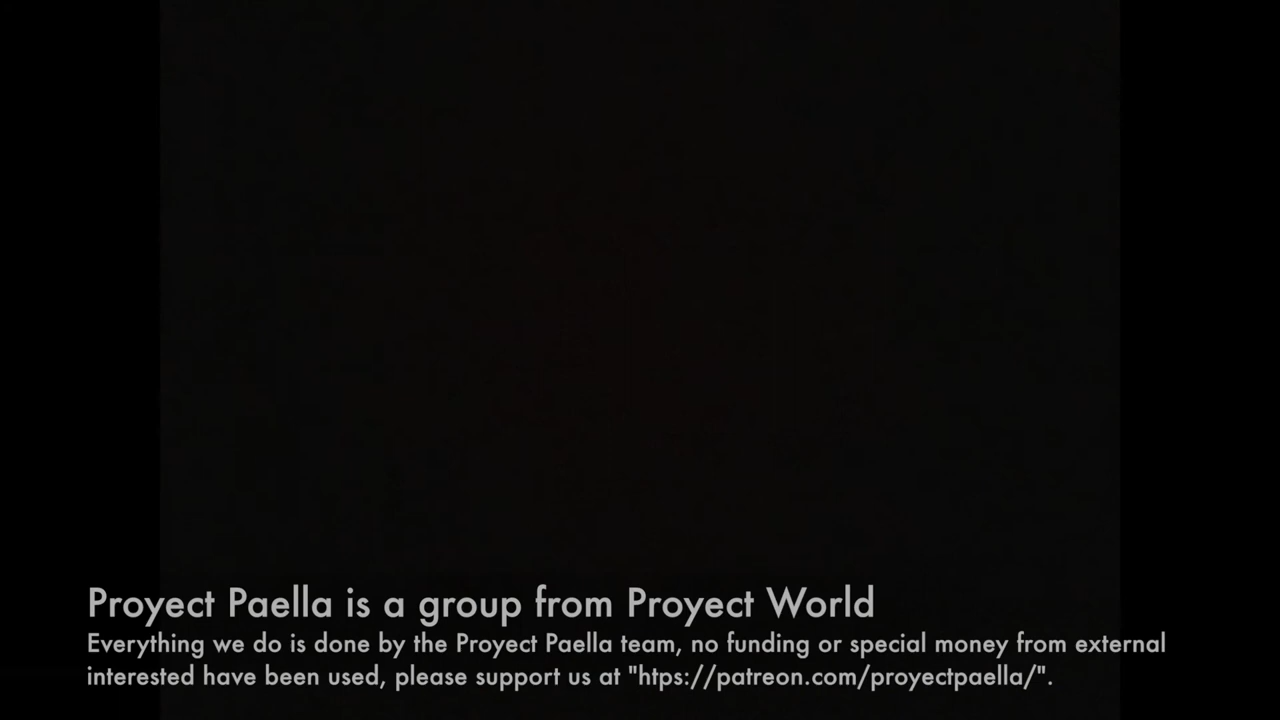 Proyect Paella is a group from Proyect World
Everything we do is done by the Proyect Paella team, no funding or special money from external
interested have been used, please support us at "htps://patreon.com/proyectpaella/".